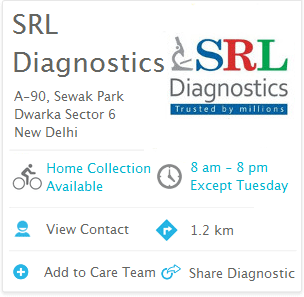 SRL
Diagnostics
SRL
Diagnostics
Trusted by millions
A-90, Sewak Park
Dwarka Sector 6
New Delhi
Home Collection
Available
8 am – 8 pm
Except Tuesday
View Contact
1.2 km
Add to Care Team
Share Diagnostic